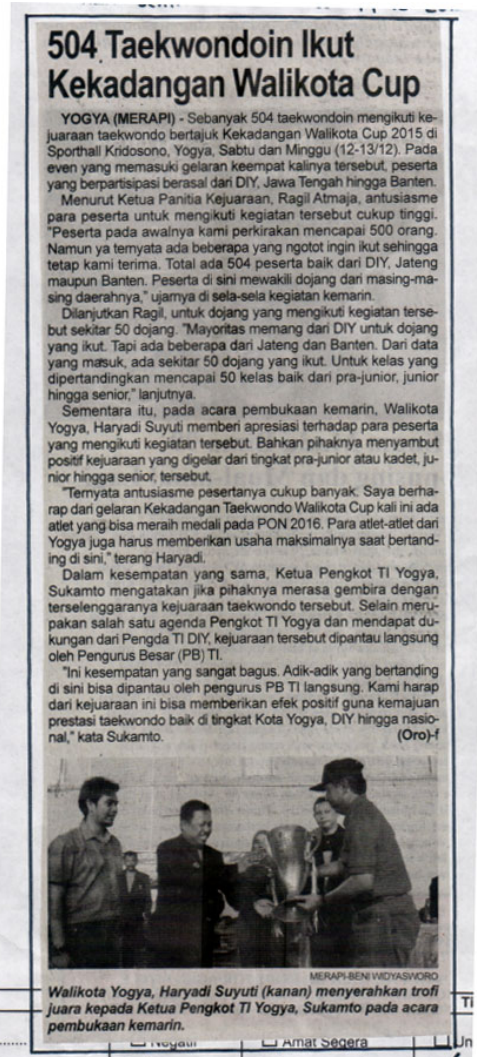 504 Taekwondoin Ikut
Kekadangan Walikota Cup
YOGYA (MERAPI) - Sebanyak 504 taekwondoin mengikuti ke-
juaraan taekwondo bertajuk Kekadangan Walikota Cup 2015 di
Sporthall Kridosono, Yogya, Sabtu dan Minggu (12-13/12). Pada
even yang memasuki gelaran keempat kalinya tersebut, peserta
yang berpartisipasi berasal dari DIY, Jawa Tengah hingga Banten.
Menurut Ketua Panitia Kejuaraan, Ragil Atmaja, antusiasme
para peserta untuk mengikuti kegiatan tersebut cukup tinggi.
"Peserta pada awalnya kami perkirakan mencapai 500 orang.
Namun ya ternyata ada beberapa yang ngotot ingin ikut sehingga
tetap kami terima. Total ada 504 peserta baik dari DIY, Jateng
maupun Banten. Peserta di sini mewakili dojang dari masing-ma-
sing daerahnya," ujarnya di sela-sela kegiatan kemarin.
Dilanjutkan Ragil, untuk dojang yang mengikuti kegiatan terse-
but sekitar 50 dojang. "Mayoritas memang dari DIY untuk dojang
yang ikut. Tapi ada beberapa dari Jateng dan Banten. Dari data
yang masuk, ada sekitar 50 dojang yang ikut. Untuk kelas yang
dipertandingkan mencapai 50 kelas baik dari pra-junior, junior
hingga senior," lanjutnya.
Sementara itu, pada acara pembukaan kemarin, Walikota
Yogya, Haryadi Suyuti memberi apresiasi terhadap para peserta
yang mengikuti kegiatan tersebut. Bahkan pihaknya menyambut
positif kejuaraan yang digelar dari tingkat pra-junior atau kadet, ju-
nior hingga senior, tersebut.
"Ternyata antusiasme pesertanya cukup banyak. Saya berha-
rap dari gelaran Kekadangan Taekwondo Walikota Cup kali ini ada
atlet yang bisa meraih medali pada PON 2016. Para atlet-atlet dari
Yogya juga harus memberikan usaha maksimalnya saat bertand-
ing di sini," terang Haryadi.
Dalam kesempatan yang sama, Ketua Pengkot TI Yogya,
Sukamto mengatakan jika pihaknya merasa gembira dengan
terselenggaranya kejuaraan taekwondo tersebut. Selain meru-
pakan salah satu agenda Pengkot TI Yogya dan mendapat du-
kungan dari Pengda TI DIY, kejuaraan tersebut dipantau langsung
oleh Pengurus Besar (PB) TI.
"Ini kesempatan yang sangat bagus. Adik-adik yang bertanding
di sini bisa dipantau oleh pengurus PB TI langsung. Kami harap
dari kejuaraan ini bisa memberikan efek positif guna kemajuan
prestasi taekwondo baik di tingkat Kota Yogya, DIY hingga nasio-
nal," kata Sukamto. (Oro)-f
MERAPI-BENI WIDYASWORO
Walikota Yogya, Haryadi Suyuti (kanan) menyerahkan trofi
juara kepada Ketua Pengkot TI Yogya, Sukamto pada acara
pembukaan kemarin.
Ti
Negatif Amat Segera Un